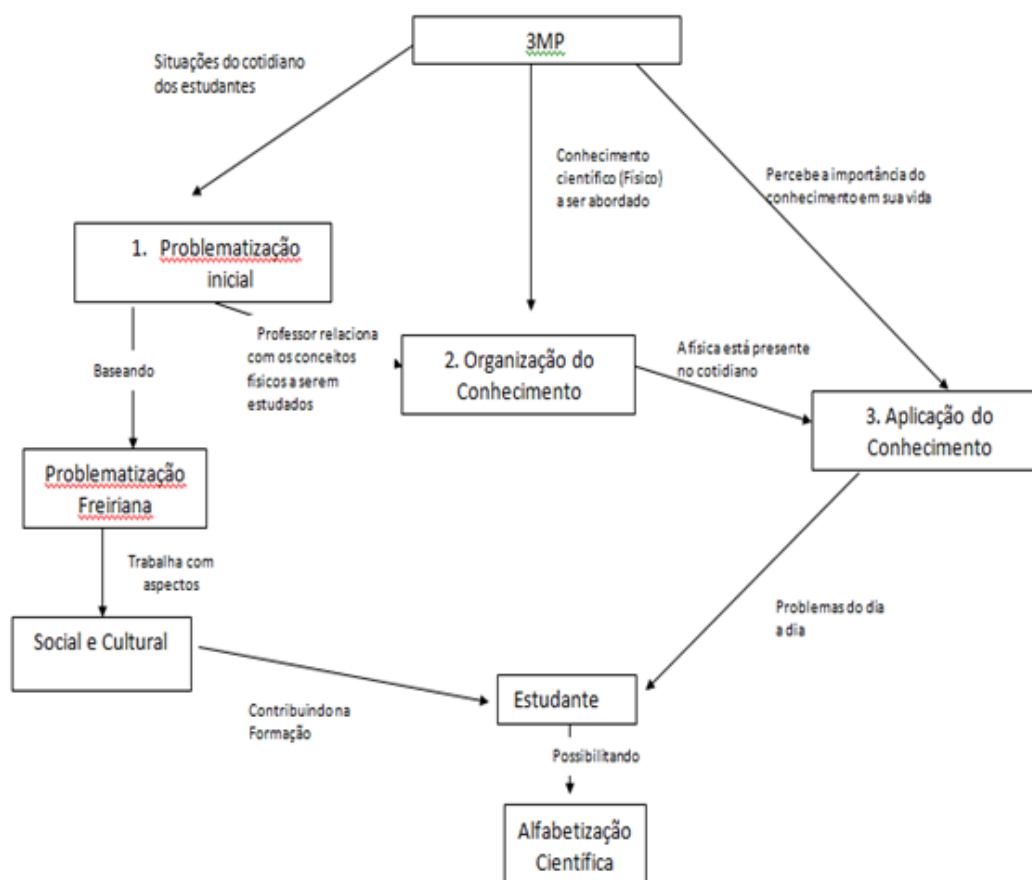 3MP
Situações do cotidiano
dos estudantes
Conhecimento
científico (Físico)
a ser abordado
Percebe a importância do
conhecimento em sua vida
1. Problematização
inicial
Professor relaciona
com os conceitos
físicos a serem
estudados
2. Organização do
Conhecimento
A física está presente
no cotidiano
3. Aplicação do
Conhecimento
Baseando
Problematização
Freiriana
Trabalha com
aspectos
Social e Cultural
Contribuindo na
Formação
Problemas do dia
a dia
Estudante
Possibilitando
Alfabetização
Científica